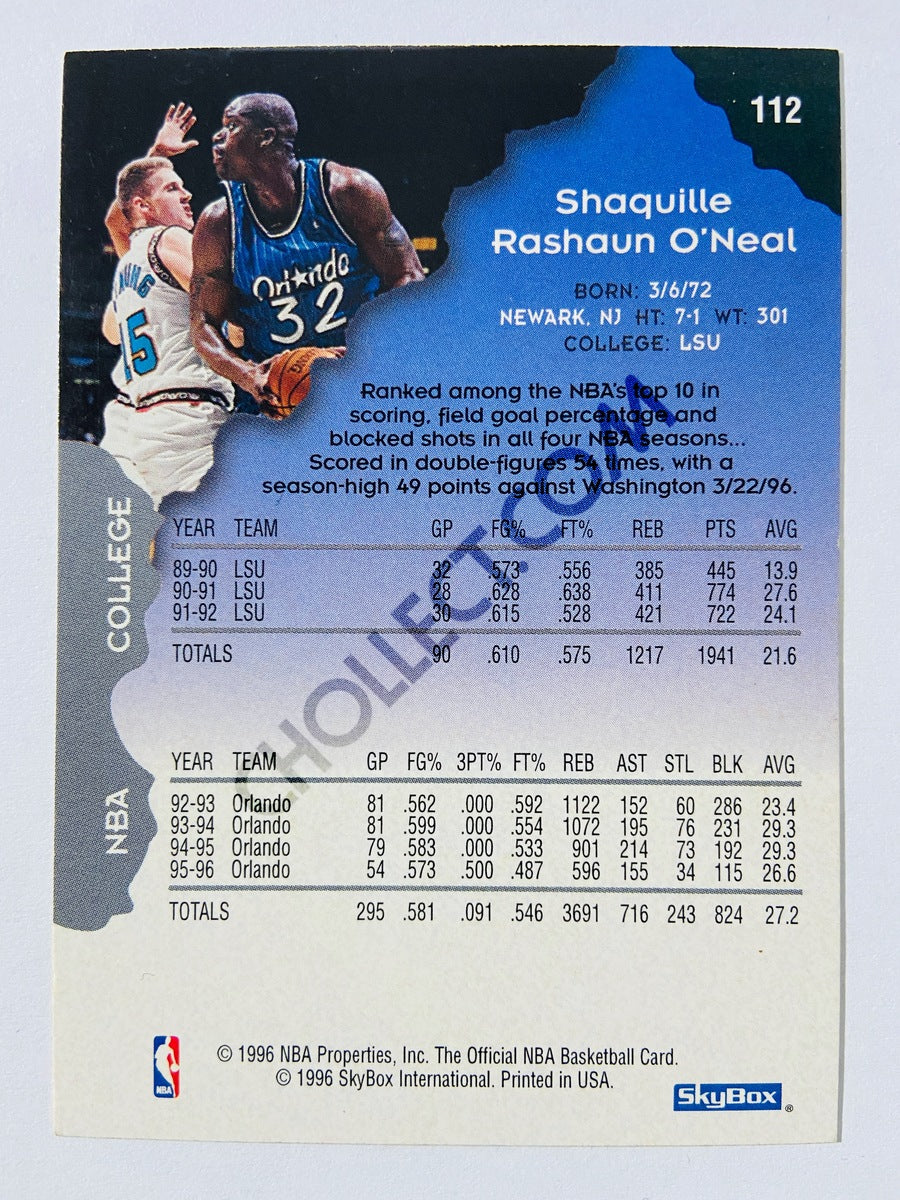 112
Shaquille
Rashaun O'Neal
BORN: 3/6/72
NEWARK, NJ HT: 7-1 WT: 301
COLLEGE: LSU
Orlando
32
15
Ranked among the NBA's top 10 in
scoring, field goal percentage and
blocked shots in all four NBA seasons...
Scored in double-figures 54 times, with a
season-high 49 points against Washington 3/22/96.
COLLEGE
YEAR TEAM GP FG% FT% REB PTS AVG
89-90 LSU 32 .573 .556 385 445 13.9
90-91 LSU 28 .628 .638 411 774 27.6
91-92 LSU 30 .615 .528 421 722 24.1
TOTALS 90 .610 .575 1217 1941 21.6
CHOLLECT.COM
NBA
YEAR TEAM GP FG% 3PT% FT% REB AST STL BLK AVG
92-93 Orlando 81 .562 .000 .592 1122 152 60 286 23.4
93-94 Orlando 81 .599 .000 .554 1072 195 76 231 29.3
94-95 Orlando 79 .583 .000 .533 901 214 73 192 29.3
95-96 Orlando 54 .573 .500 .487 596 155 34 115 26.6
TOTALS 295 .581 .091 .546 3691 716 243 824 27.2
NBA
© 1996 NBA Properties, Inc. The Official NBA Basketball Card.
© 1996 SkyBox International. Printed in USA.
SkyBox®